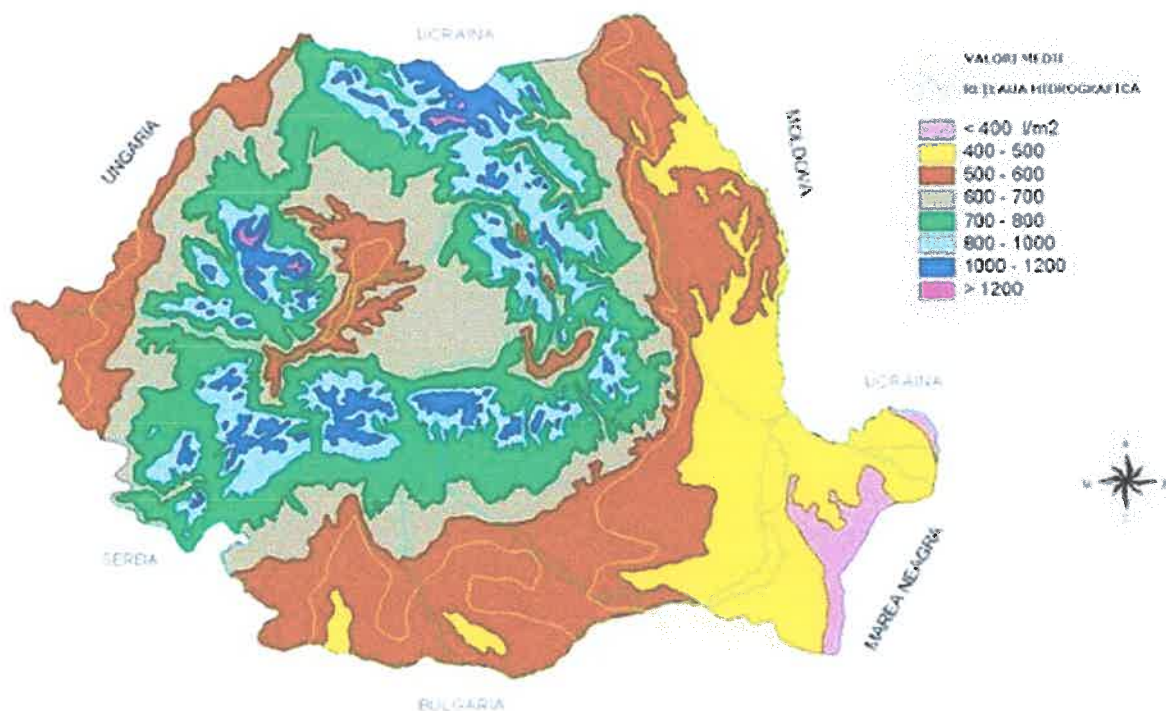 UCRAINA
UNGARIA
MOLDOVA
VALORI MEDII
REŢEAUA HIDROGRAFICA
< 400 l/m2
400 - 500
500 - 600
600 - 700
700 - 800
800 - 1000
1000 - 1200
> 1200
UCRAINA
SERBIA
MAREA NEAGRA
BULGARIA